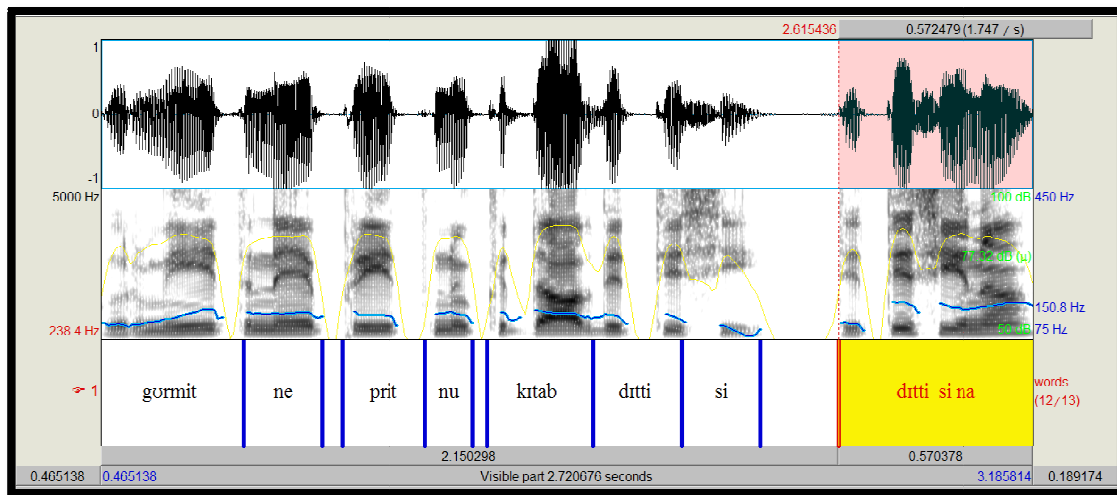 2.615436 0.572479 (1.747 / s)
1
0
-1
5000 Hz 100 dB 450 Hz
238.4 Hz 50 dB 150.8 Hz
75 Hz
1 gʊrmit ne prit nu kɪtab dɪtti si dɪtti si na words
(12/13)
2.150298 0.570378
0.465138 0.465138 Visible part 2.720676 seconds 3.185814 0.189174